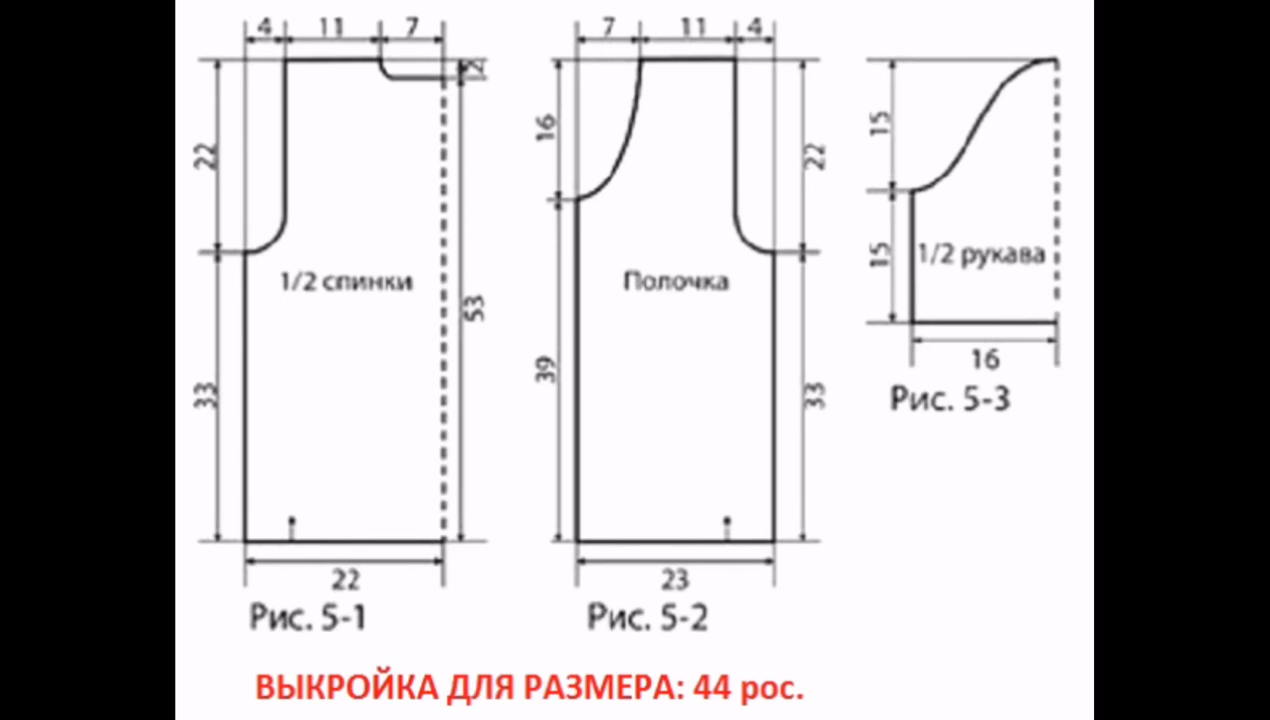 4 11 7
2
22
1/2 спинки
53
33
22
Рис. 5-1
7 11 4
16
22
Полочка
39
33
23
Рис. 5-2
15
15
1/2 рукава
16
Рис. 5-3
ВЫКРОЙКА ДЛЯ РАЗМЕРА: 44 рос.